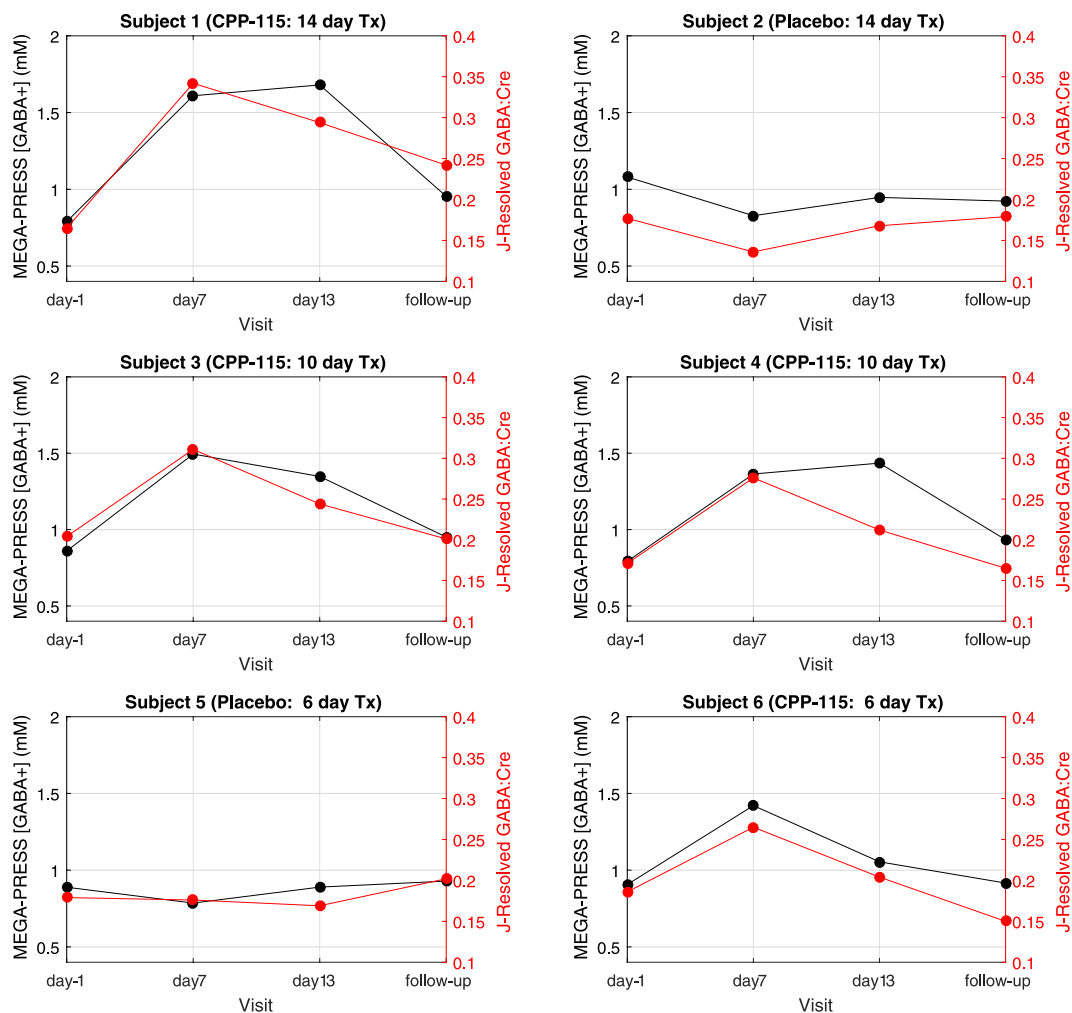 Subject 1 (CPP-115: 14 day Tx)
MEGA-PRESS [GABA+] (mM)
2
1.5
1
0.5
0.4
0.35
0.3
0.25
0.2
0.15
0.1
J-Resolved GABA:Cre
day-1 day7 day13 follow-up
Visit
Subject 2 (Placebo: 14 day Tx)
MEGA-PRESS [GABA+] (mM)
2
1.5
1
0.5
0.4
0.35
0.3
0.25
0.2
0.15
0.1
J-Resolved GABA:Cre
day-1 day7 day13 follow-up
Visit
Subject 3 (CPP-115: 10 day Tx)
MEGA-PRESS [GABA+] (mM)
2
1.5
1
0.5
0.4
0.35
0.3
0.25
0.2
0.15
0.1
J-Resolved GABA:Cre
day-1 day7 day13 follow-up
Visit
Subject 4 (CPP-115: 10 day Tx)
MEGA-PRESS [GABA+] (mM)
2
1.5
1
0.5
0.4
0.35
0.3
0.25
0.2
0.15
0.1
J-Resolved GABA:Cre
day-1 day7 day13 follow-up
Visit
Subject 5 (Placebo:  6 day Tx)
MEGA-PRESS [GABA+] (mM)
2
1.5
1
0.5
0.4
0.35
0.3
0.25
0.2
0.15
0.1
J-Resolved GABA:Cre
day-1 day7 day13 follow-up
Visit
Subject 6 (CPP-115:  6 day Tx)
MEGA-PRESS [GABA+] (mM)
2
1.5
1
0.5
0.4
0.35
0.3
0.25
0.2
0.15
0.1
J-Resolved GABA:Cre
day-1 day7 day13 follow-up
Visit